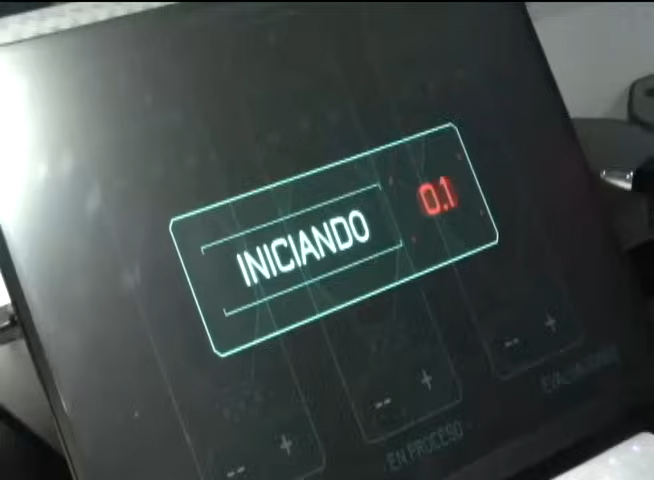 INICIANDO
0.1
-- +
-- +
-- +
EN PROCESO